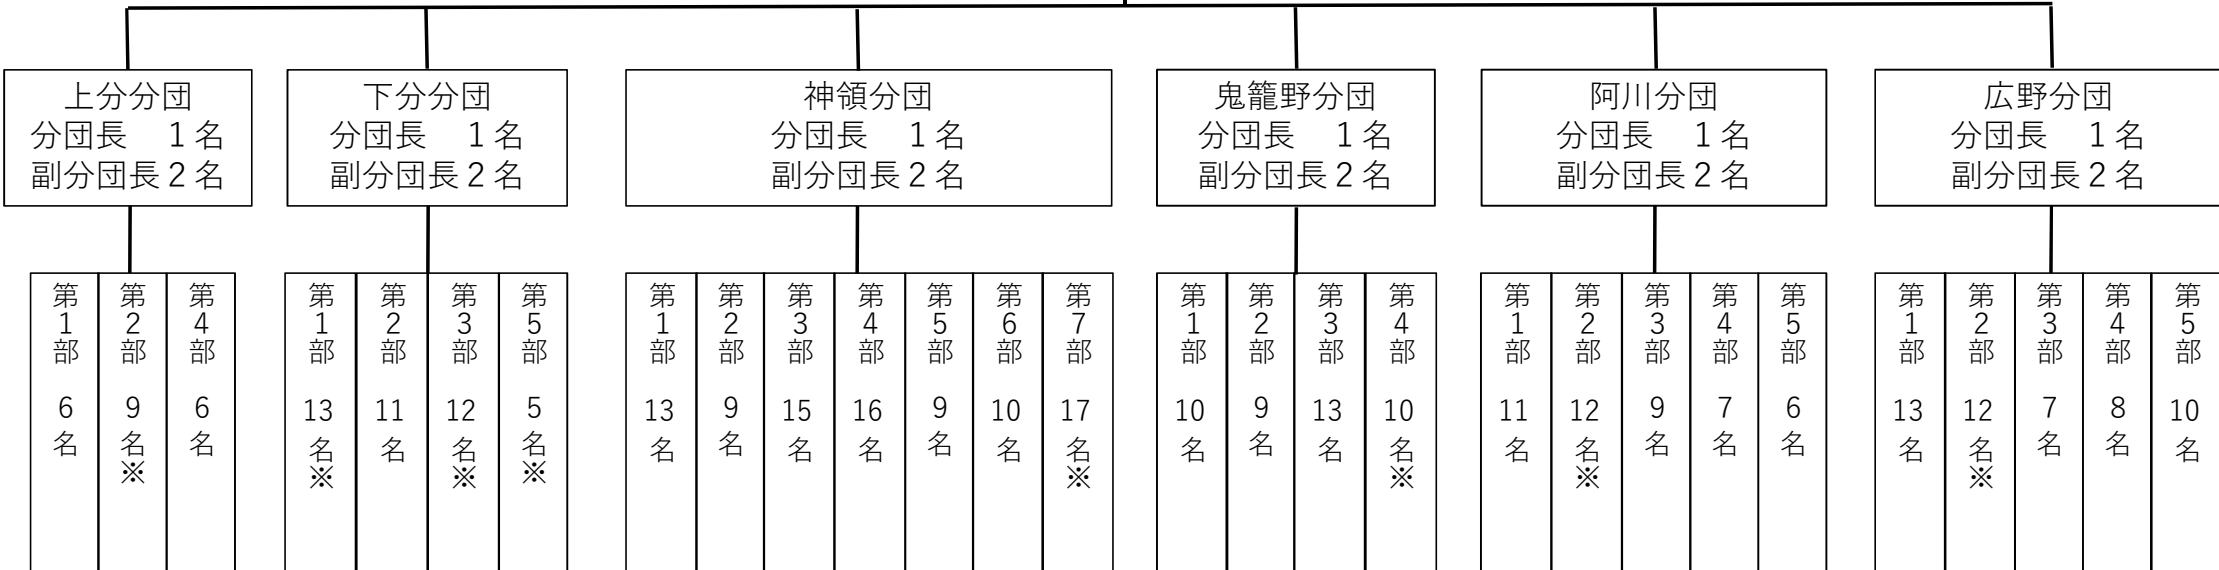 上分分団
分団長　1名
副分団長2名
下分分団
分団長　1名
副分団長2名
神領分団
分団長　1名
副分団長2名
鬼籠野分団
分団長　1名
副分団長2名
阿川分団
分団長　1名
副分団長2名
広野分団
分団長　1名
副分団長2名
第1部　6名
第2部　9名※
第4部　6名
第1部　13名※
第2部　11名
第3部　12名※
第5部　5名※
第1部　13名
第2部　9名
第3部　15名
第4部　16名
第5部　9名
第6部　10名
第7部　17名※
第1部　10名
第2部　9名
第3部　13名
第4部　10名※
第1部　11名
第2部　12名※
第3部　9名
第4部　7名
第5部　6名
第1部　13名
第2部　12名※
第3部　7名
第4部　8名
第5部　10名